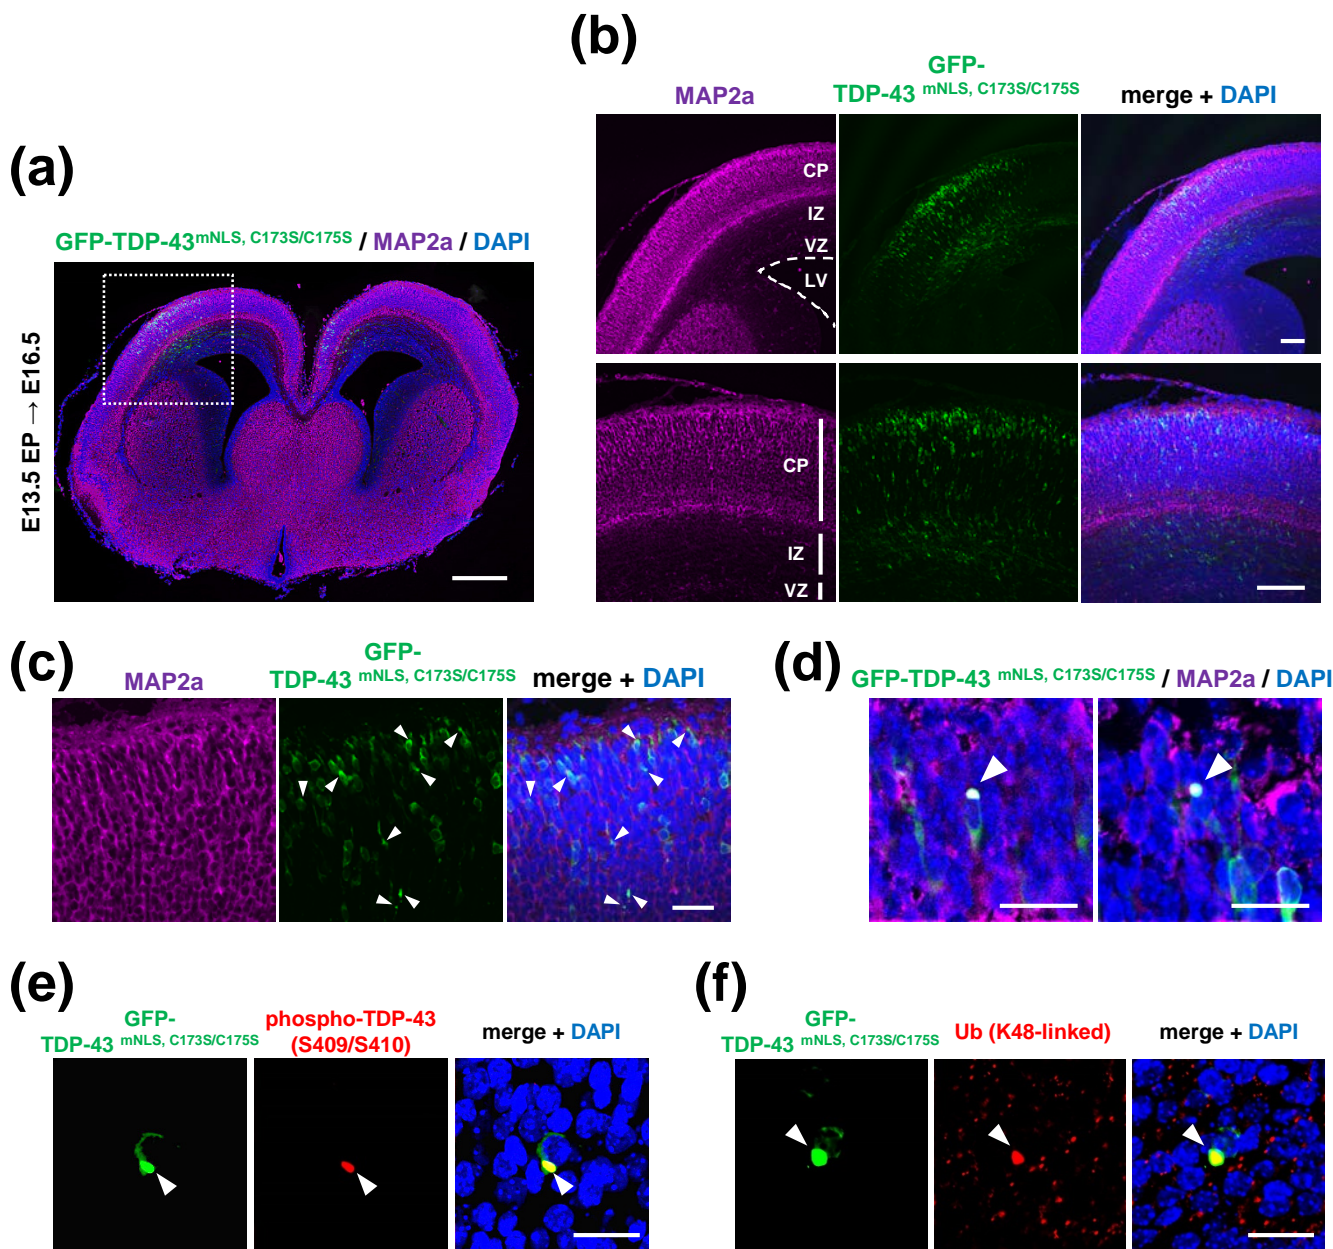 (a)
GFP-TDP-43mNLS, C173S/C175S / MAP2a / DAPI
E13.5 EP → E16.5
(b)
MAP2a
GFP-
TDP-43 mNLS, C173S/C175S
merge + DAPI
CP
IZ
VZ
LV
CP
IZ
VZ
(c)
MAP2a
GFP-
TDP-43 mNLS, C173S/C175S
merge + DAPI
(d)
GFP-TDP-43 mNLS, C173S/C175S / MAP2a / DAPI
(e)
GFP-
TDP-43 mNLS, C173S/C175S
phospho-TDP-43
(S409/S410)
merge + DAPI
(f)
GFP-
TDP-43 mNLS, C173S/C175S
Ub (K48-linked)
merge + DAPI